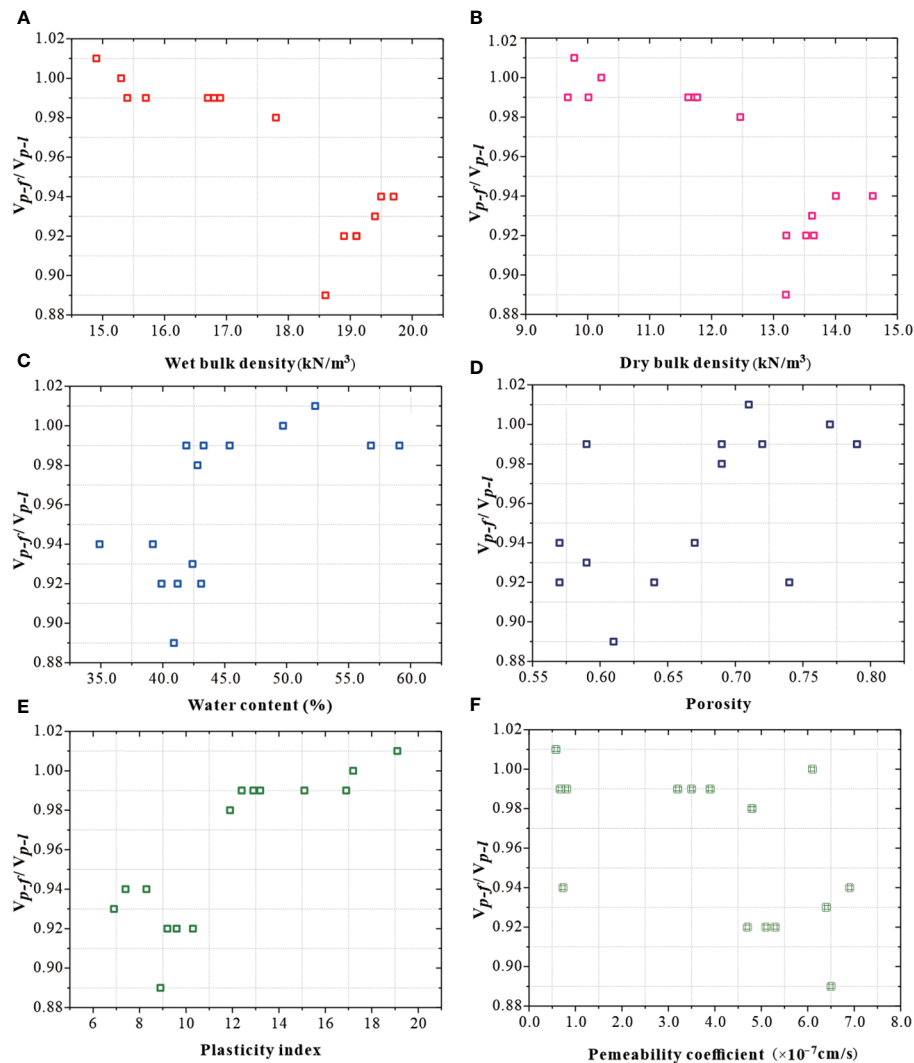 A
1.02
1.00
0.98
0.96
0.94
0.92
0.90
0.88
Vp-f/Vp-l
15.0 16.0 17.0 18.0 19.0 20.0
Wet bulk density(kN/m³)
B
1.02
1.00
0.98
0.96
0.94
0.92
0.90
0.88
Vp-f/Vp-l
9.0 10.0 11.0 12.0 13.0 14.0 15.0
Dry bulk density(kN/m³)
C
1.02
1.00
0.98
0.96
0.94
0.92
0.90
0.88
Vp-f/Vp-l
35.0 40.0 45.0 50.0 55.0 60.0
Water content (%)
D
1.02
1.00
0.98
0.96
0.94
0.92
0.90
0.88
Vp-f/Vp-l
0.55 0.60 0.65 0.70 0.75 0.80
Porosity
E
1.02
1.00
0.98
0.96
0.94
0.92
0.90
0.88
Vp-f/Vp-l
6 8 10 12 14 16 18 20
Plasticity index
F
1.02
1.00
0.98
0.96
0.94
0.92
0.90
0.88
Vp-f/Vp-l
0.0 1.0 2.0 3.0 4.0 5.0 6.0 7.0 8.0
Pemeability coefficient (×10⁻⁷cm/s)